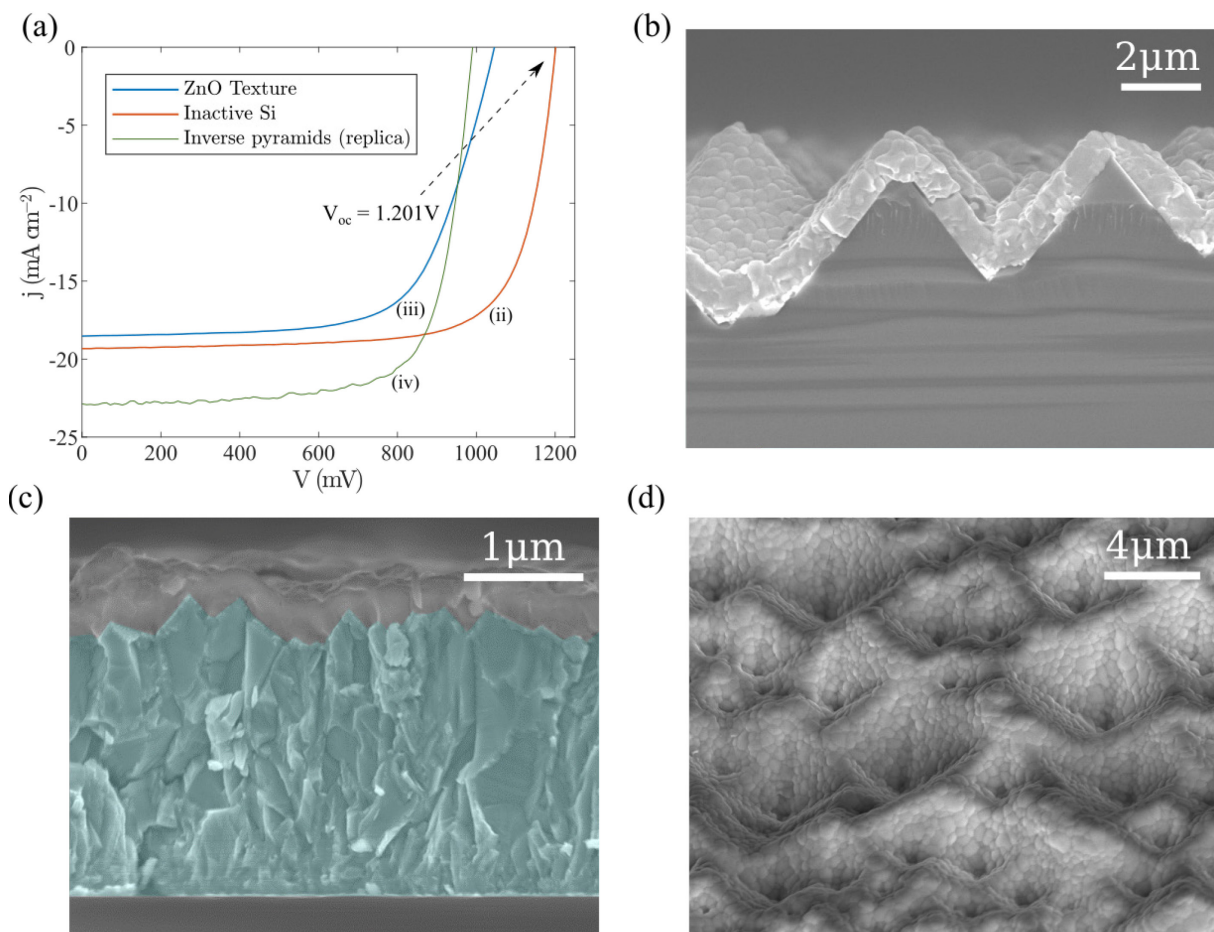 (a)
0
-5
-10
-15
-20
-25
j (mA cm⁻²)
ZnO Texture
Inactive Si
Inverse pyramids (replica)
Vₒc = 1.201V
(iii)
(ii)
(iv)
0
200
400
600
800
1000
1200
V (mV)
(b)
2μm
(c)
1μm
(d)
4μm